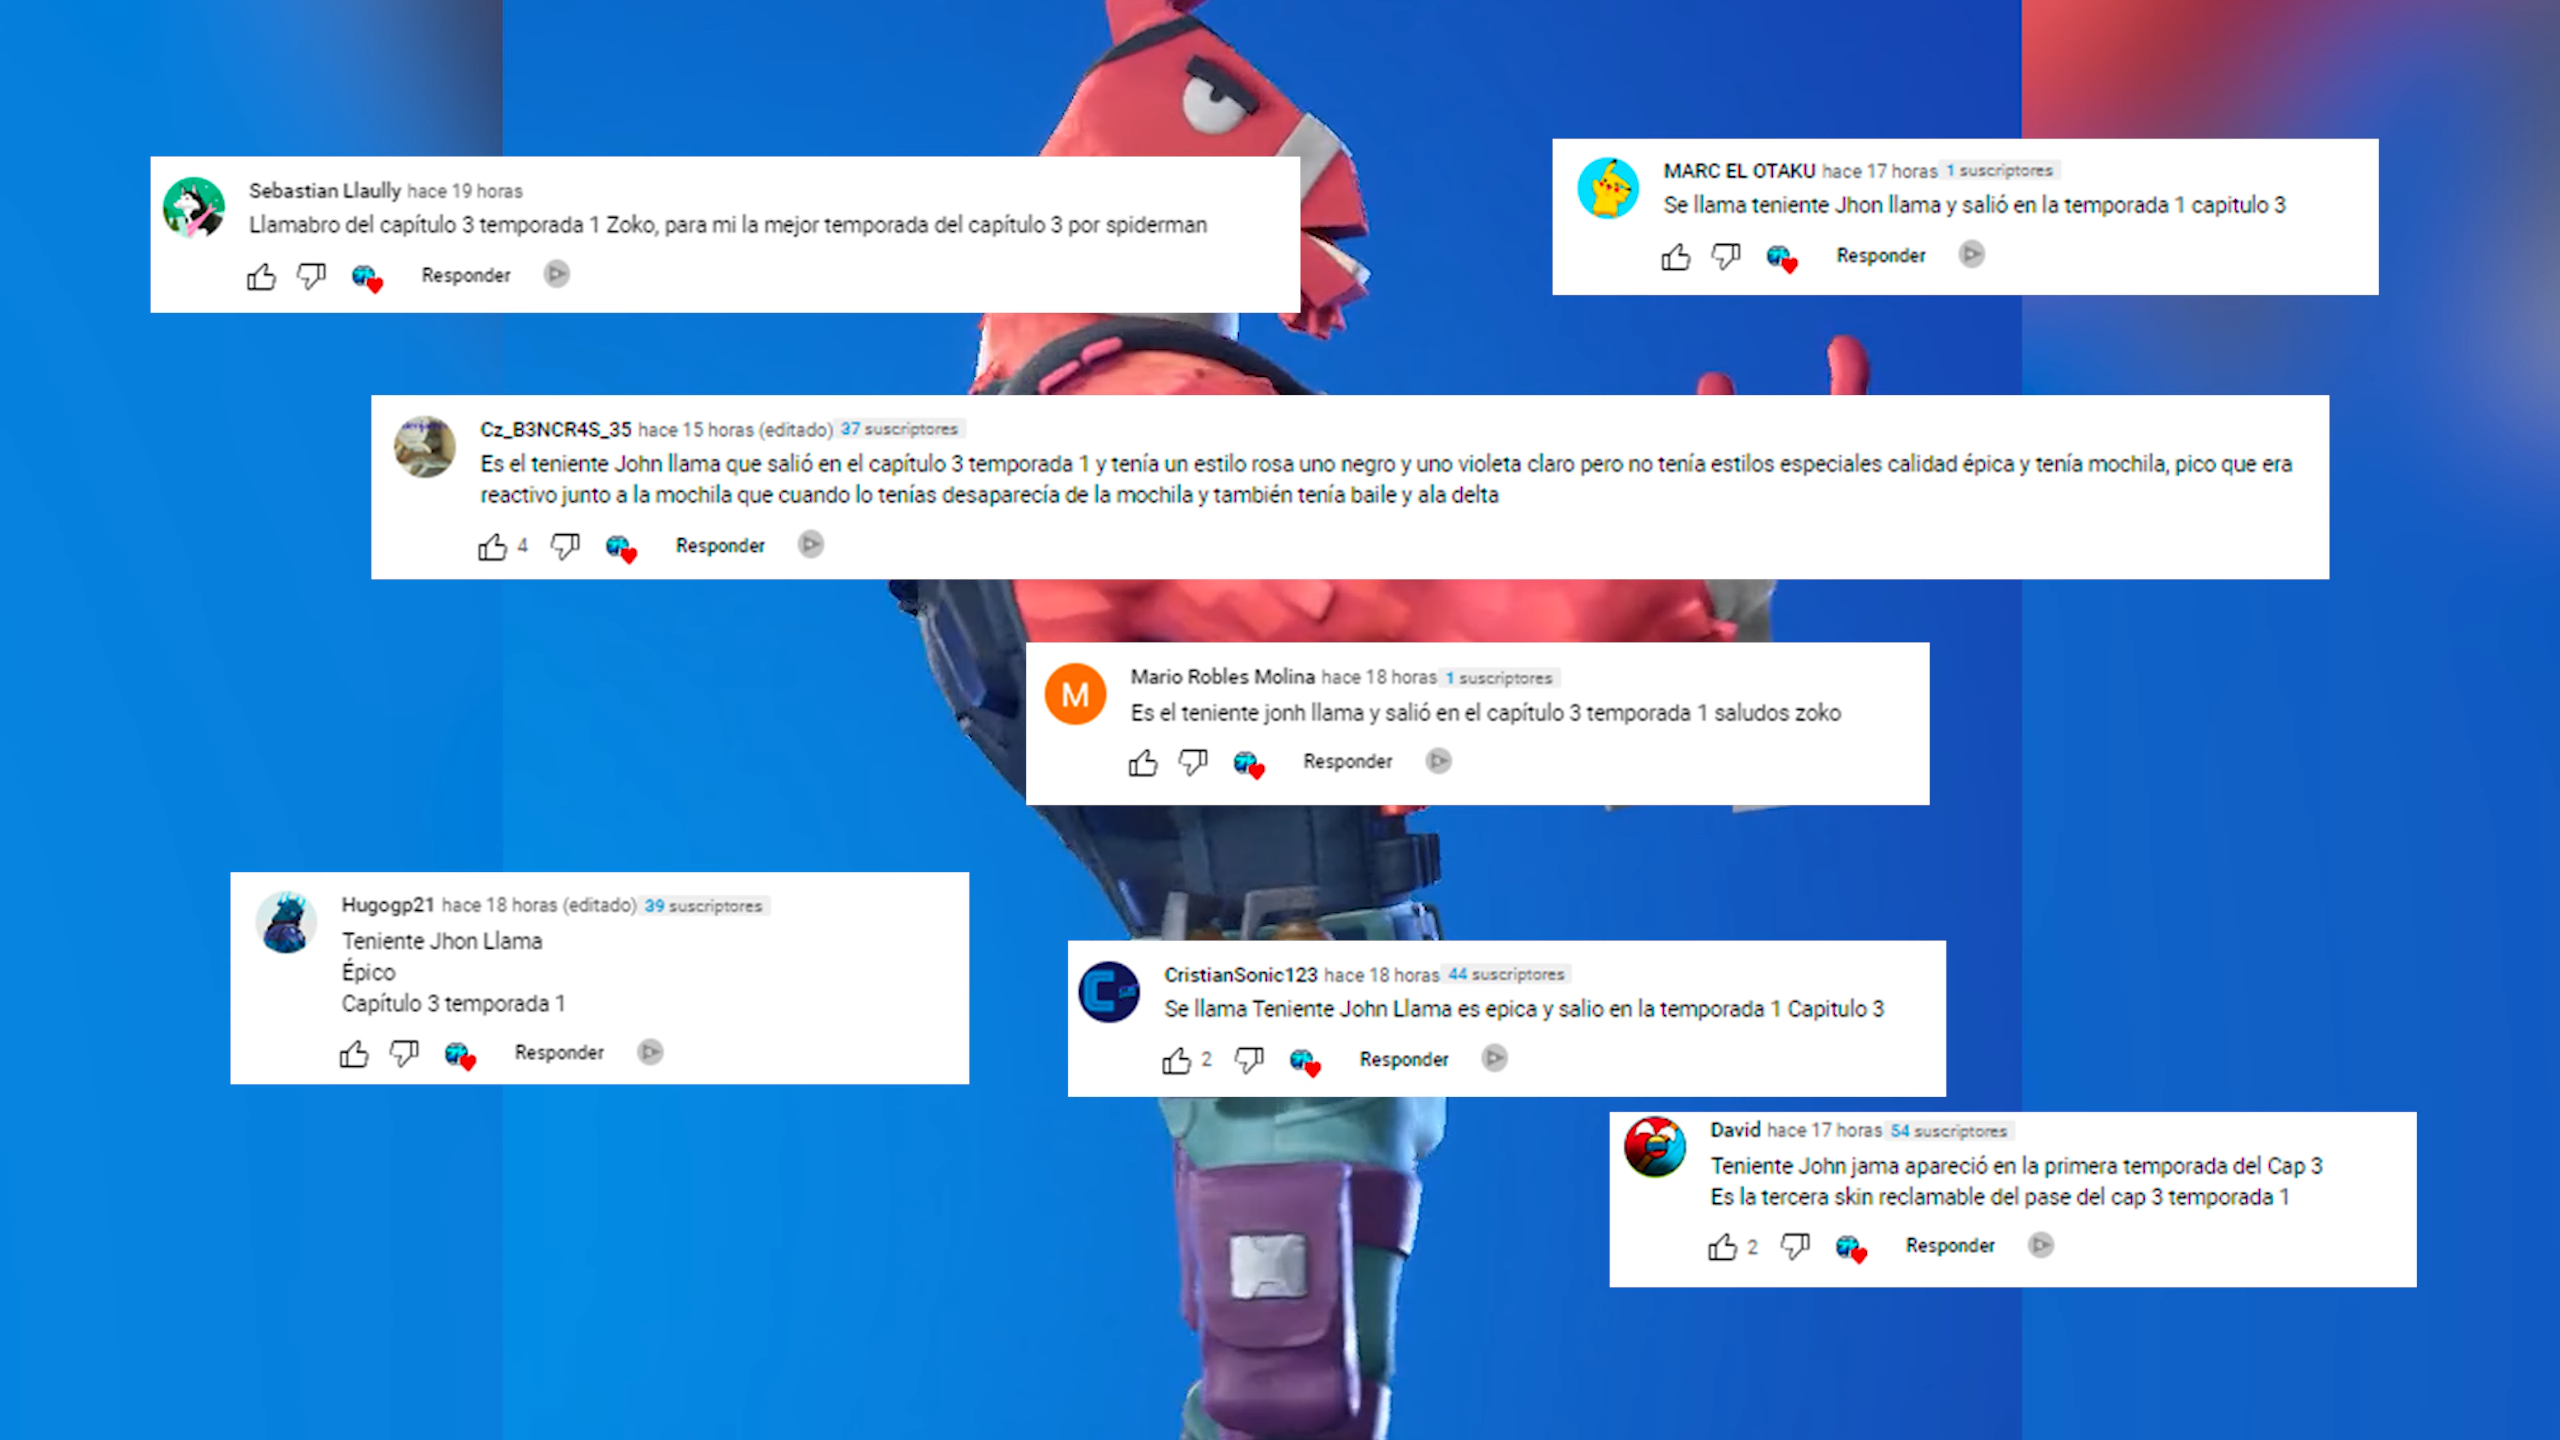 Sebastian Llaully hace 19 horas
Llamabro del capítulo 3 temporada 1 Zoko, para mi la mejor temporada del capítulo 3 por spiderman
Responder
MARC EL OTAKU hace 17 horas 1 suscriptores
Se llama teniente Jhon llama y salió en la temporada 1 capitulo 3
Responder
Cz_B3NCR4S_35 hace 15 horas (editado) 37 suscriptores
Es el teniente John llama que salió en el capítulo 3 temporada 1 y tenía un estilo rosa uno negro y uno violeta claro pero no tenía estilos especiales calidad épica y tenía mochila, pico que era
reactivo junto a la mochila que cuando lo tenías desaparecía de la mochila y también tenía baile y ala delta
4 Responder
M
Mario Robles Molina hace 18 horas 1 suscriptores
Es el teniente jonh llama y salió en el capítulo 3 temporada 1 saludos zoko
Responder
Hugogp21 hace 18 horas (editado) 39 suscriptores
Teniente Jhon Llama
Épico
Capítulo 3 temporada 1
Responder
CristianSonic123 hace 18 horas 44 suscriptores
Se llama Teniente John Llama es epica y salio en la temporada 1 Capitulo 3
2 Responder
David hace 17 horas 54 suscriptores
Teniente John jama apareció en la primera temporada del Cap 3
Es la tercera skin reclamable del pase del cap 3 temporada 1
2 Responder